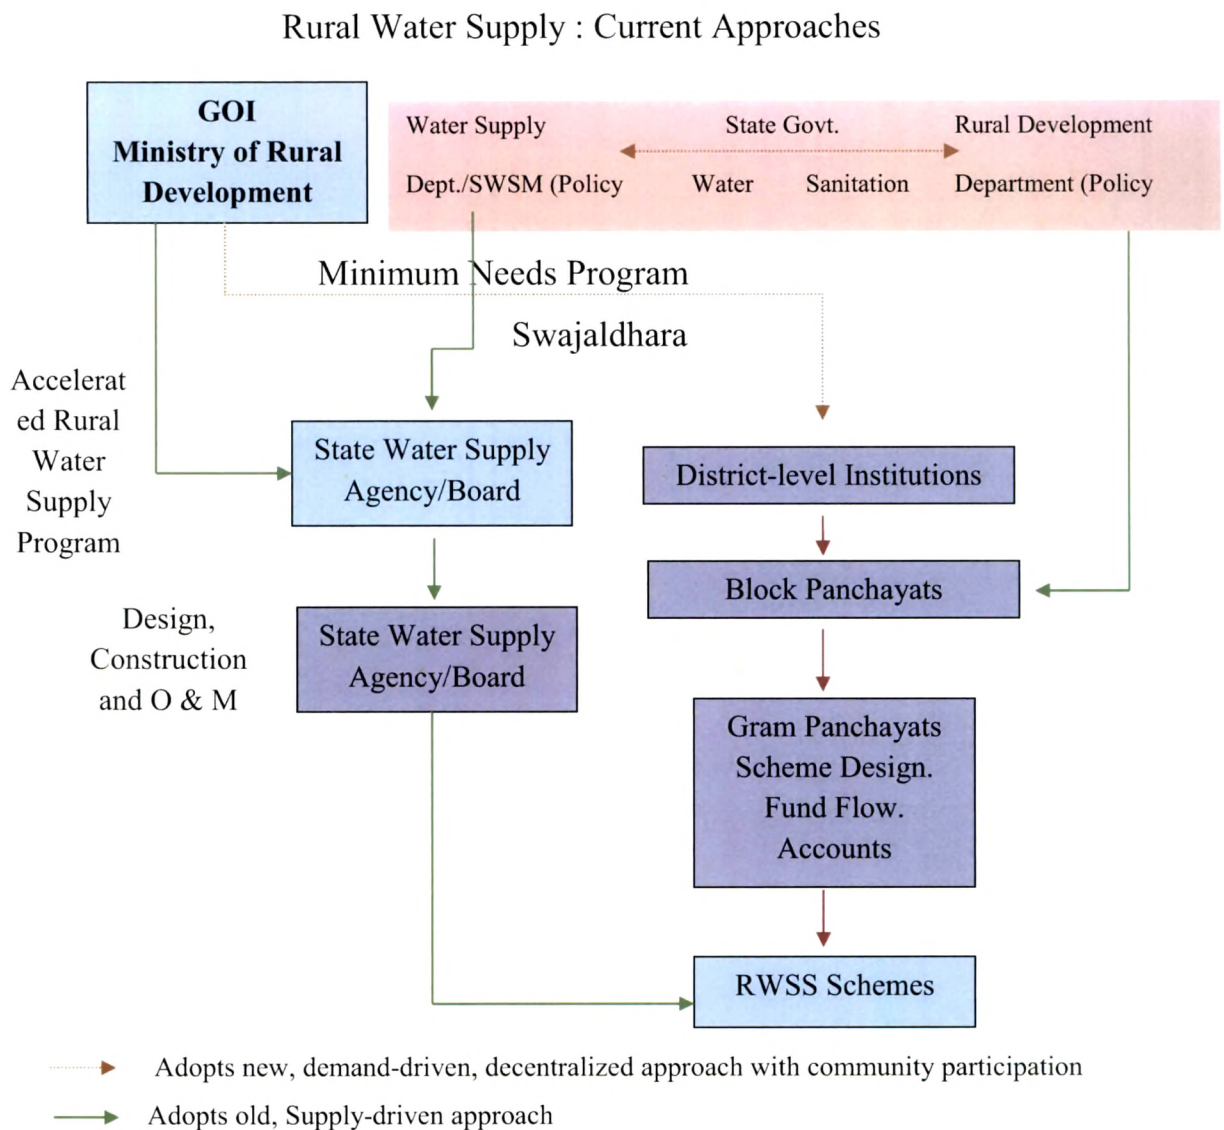 Rural Water Supply : Current Approaches
GOI
Ministry of Rural
Development
Water Supply State Govt. Rural Development
Dept./SWSM (Policy Water Sanitation Department (Policy
Minimum Needs Program
Swajaldhara
Accelerat
ed Rural
Water
Supply
Program
State Water Supply
Agency/Board
District-level Institutions
Block Panchayats
Design,
Construction
and O & M
State Water Supply
Agency/Board
Gram Panchayats
Scheme Design.
Fund Flow.
Accounts
RWSS Schemes
Adopts new, demand-driven, decentralized approach with community participation
Adopts old, Supply-driven approach